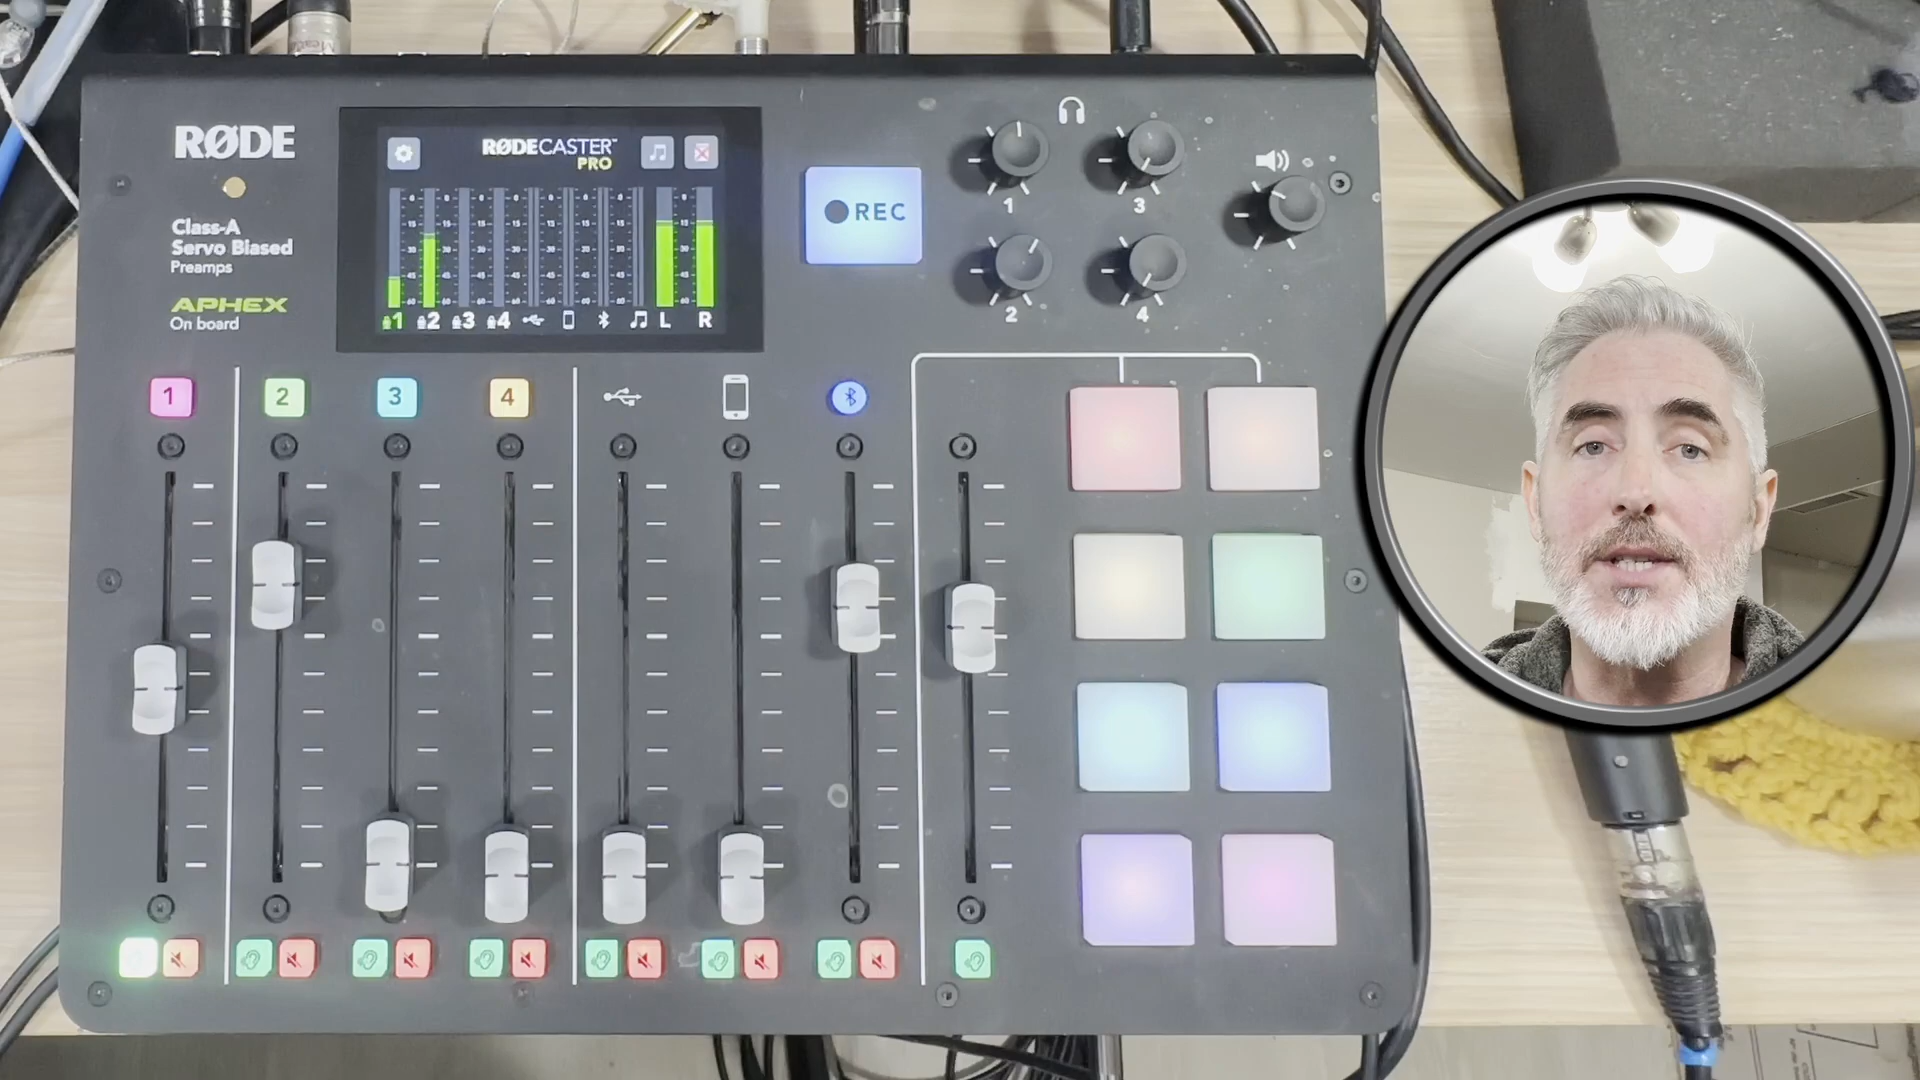 RØDE
Class-A
Servo Biased
Preamps
APHEX
On board
RØDECASTER™
PRO
1 2 3 4 L R
REC
1 3
2 4
1 2 3 4